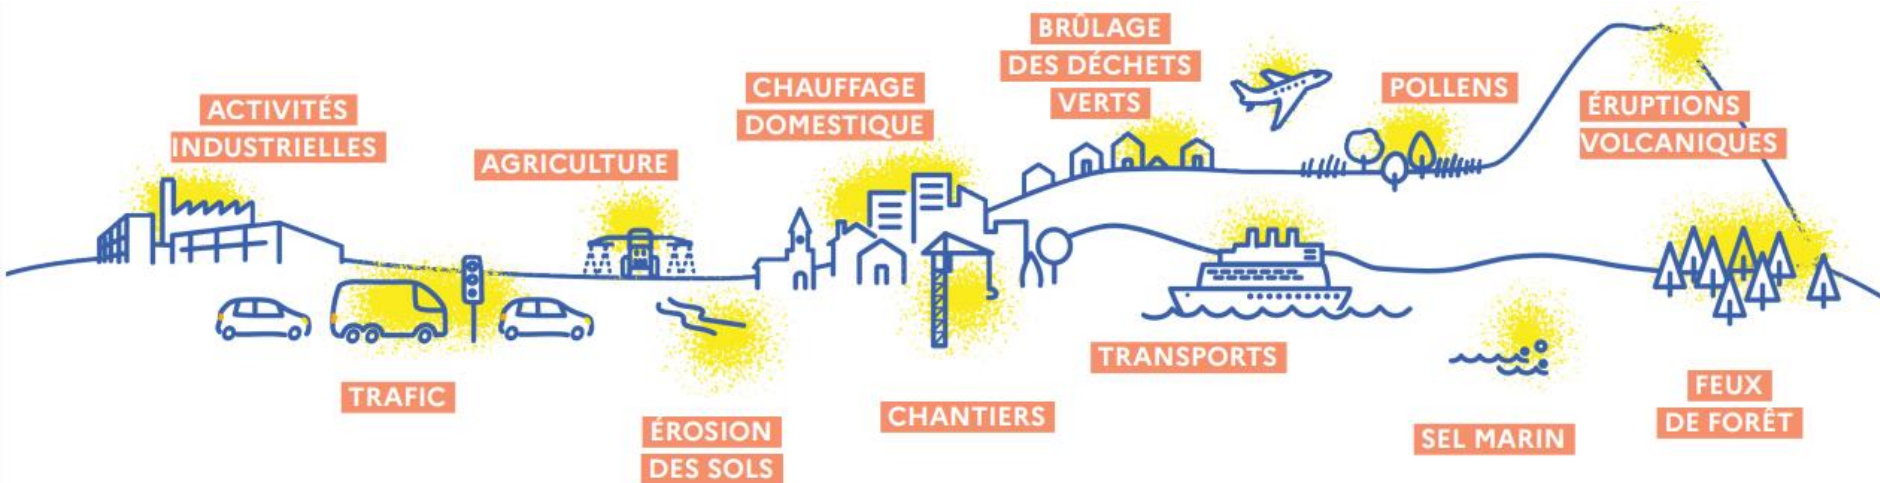 ACTIVITÉS
INDUSTRIELLES
AGRICULTURE
CHAUFFAGE
DOMESTIQUE
BRÛLAGE
DES DÉCHETS
VERTS
POLLENS
ÉRUPTIONS
VOLCANIQUES
TRAFIC
ÉROSION
DES SOLS
CHANTIERS
TRANSPORTS
SEL MARIN
FEUX
DE FORÊT